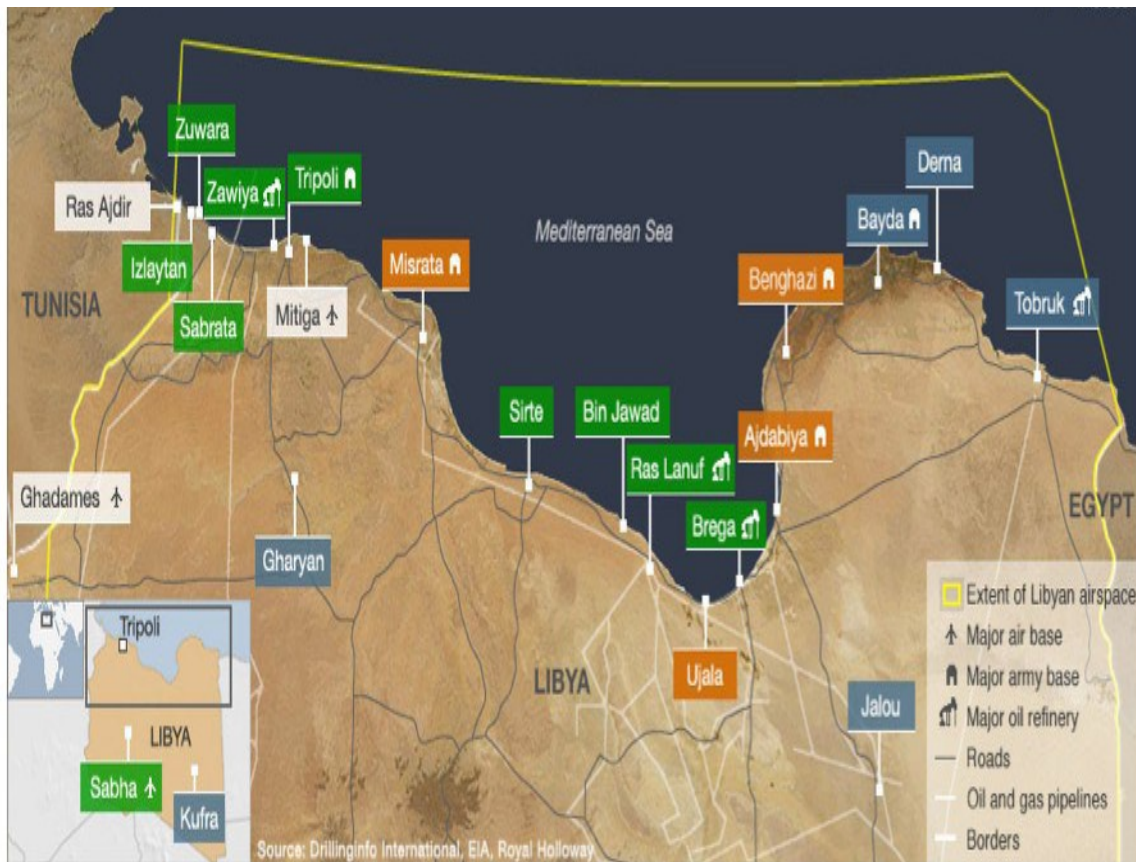 Zuwara
Derna
Zawiya
Tripoli
Ras Ajdir
Bayda
Mediterranean Sea
Izlaytan
Misrata
Benghazi
TUNISIA
Sabrata
Mitiga
Tobruk
Sirte
Bin Jawad
Ajdabiya
Ras Lanuf
Ghadames
EGYPT
Brega
Gharyan
LIBYA
Ujala
Jalou
Extent of Libyan airspace
Major air base
Major army base
Major oil refinery
Roads
Oil and gas pipelines
Borders
Tripoli
LIBYA
Sabha
Kufra
Source: Drillinginfo International, EIA, Royal Holloway